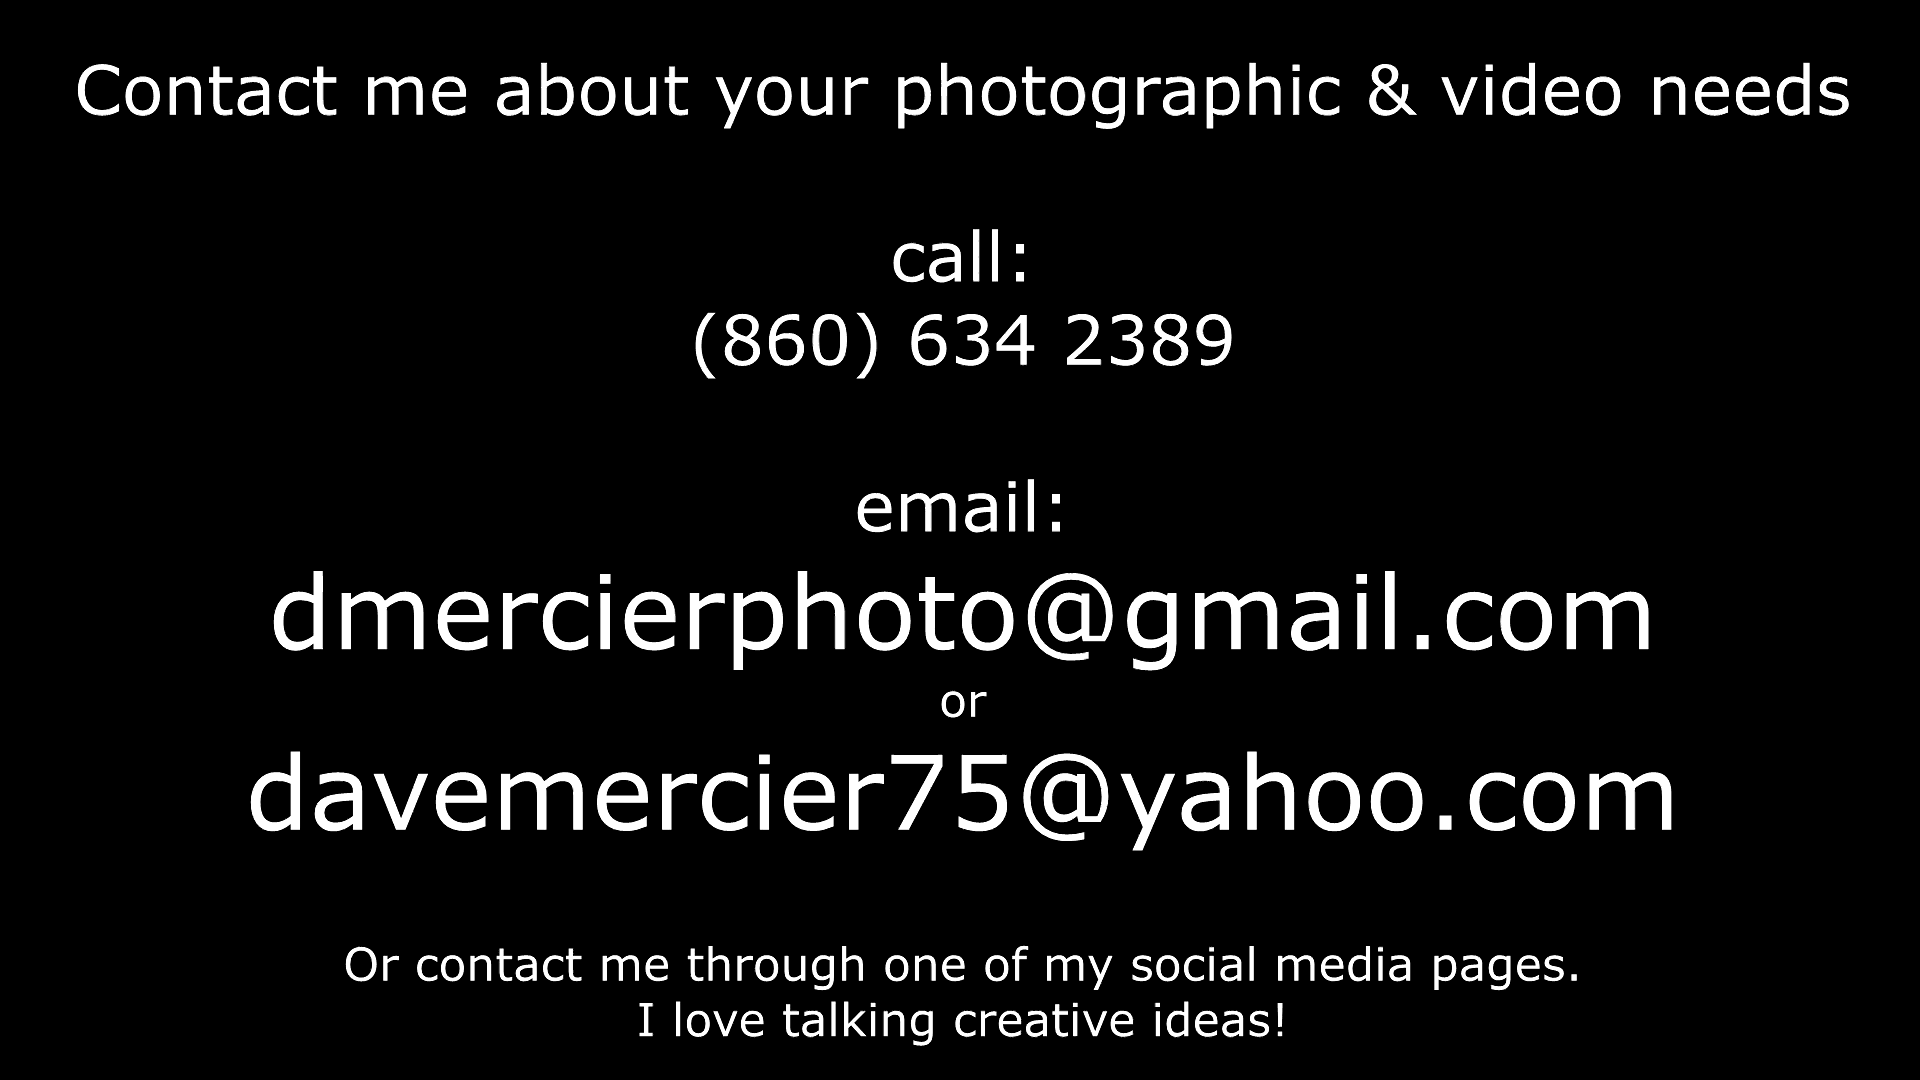 Contact me about your photographic & video needs
call:
(860) 634 2389
email:
dmercierphoto@gmail.com
or
davemercier75@yahoo.com
Or contact me through one of my social media pages.
I love talking creative ideas!